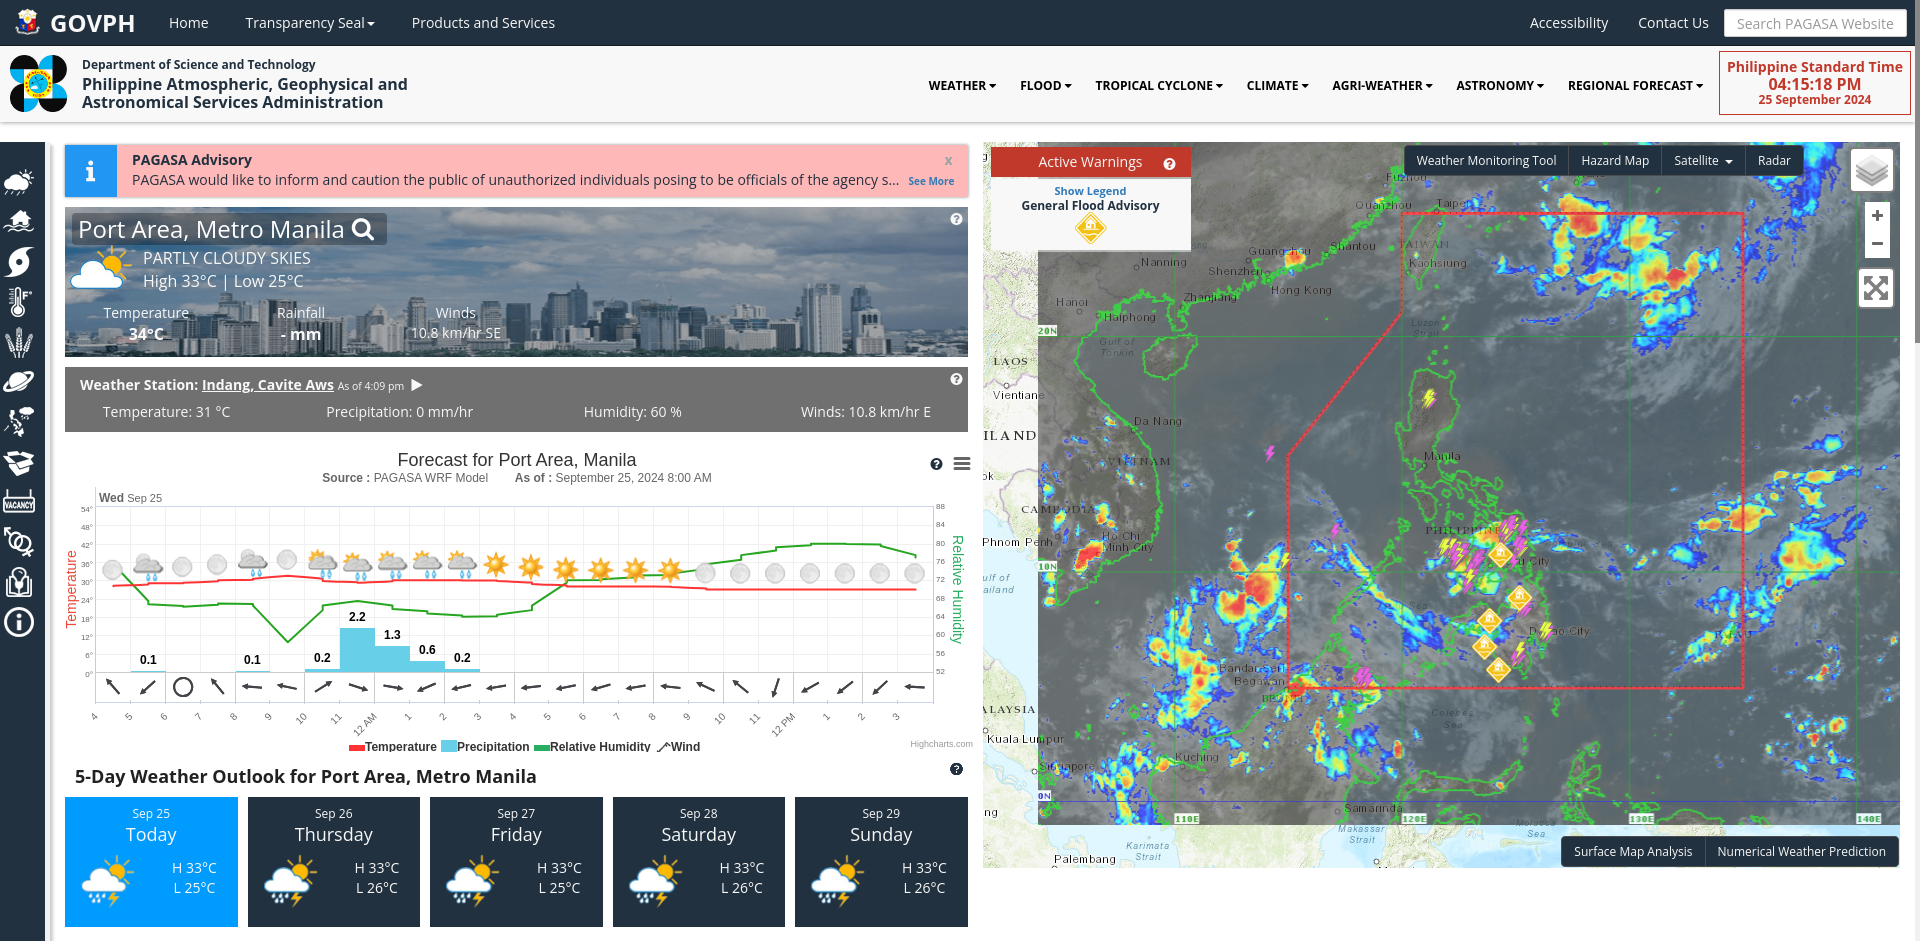 GOVPH
Home
Transparency Seal
Products and Services
Accessibility
Contact Us
Search PAGASA Website
Department of Science and Technology
Philippine Atmospheric, Geophysical and
Astronomical Services Administration
WEATHER
FLOOD
TROPICAL CYCLONE
CLIMATE
AGRI-WEATHER
ASTRONOMY
REGIONAL FORECAST
Philippine Standard Time
04:15:18 PM
25 September 2024
VACANCY
PAGASA Advisory
x
PAGASA would like to inform and caution the public of unauthorized individuals posing to be officials of the agency s... See More
Port Area, Metro Manila
PARTLY CLOUDY SKIES
High 33°C | Low 25°C
Temperature
Rainfall
Winds
34°C
- mm
10.8 km/hr SE
Weather Station: Indang, Cavite Aws As of 4:09 pm
Temperature: 31 °C
Precipitation: 0 mm/hr
Humidity: 60 %
Winds: 10.8 km/hr E
Forecast for Port Area, Manila
Source : PAGASA WRF Model As of : September 25, 2024 8:00 AM
Wed Sep 25
Temperature
54°
48°
42°
36°
30°
24°
18°
12°
6°
0°
88
84
80
76
72
68
64
60
56
52
Relative Humidity
0.1
0.1
0.2
2.2
1.3
0.6
0.2
4 5 6 7 8 9 10 11 12 AM 1 2 3 4 5 6 7 8 9 10 11 12 PM 1 2 3
Temperature Precipitation Relative Humidity Wind
Highcharts.com
5-Day Weather Outlook for Port Area, Metro Manila
Sep 25
Today
H 33°C
L 25°C
Sep 26
Thursday
H 33°C
L 26°C
Sep 27
Friday
H 33°C
L 25°C
Sep 28
Saturday
H 33°C
L 26°C
Sep 29
Sunday
H 33°C
L 26°C
Active Warnings
Show Legend
General Flood Advisory
Weather Monitoring Tool
Hazard Map
Satellite
Radar
+
−
Fuzhou
Quanzhou
Taipei
Shantou
TAIWAN
Kaohsiung
Nanning
Shenzhen
Zhanjiang
Hong Kong
Hanoi
Haiphong
20N
Luzon
Strait
Gulf of
Tonkin
LAOS
Vientiane
Da Nang
VIETNAM
Manila
CAMBODIA
Phnom Penh
Ho Chi
Minh City
10N
Bandar Seri
Begawan
Kuala Lumpur
Celebes
Sea
Kuching
Singapore
0N
Samarinda
110E
120E
130E
140E
Makassar
Strait
Karimata
Strait
Molucca
Sea
Palembang
Surface Map Analysis
Numerical Weather Prediction